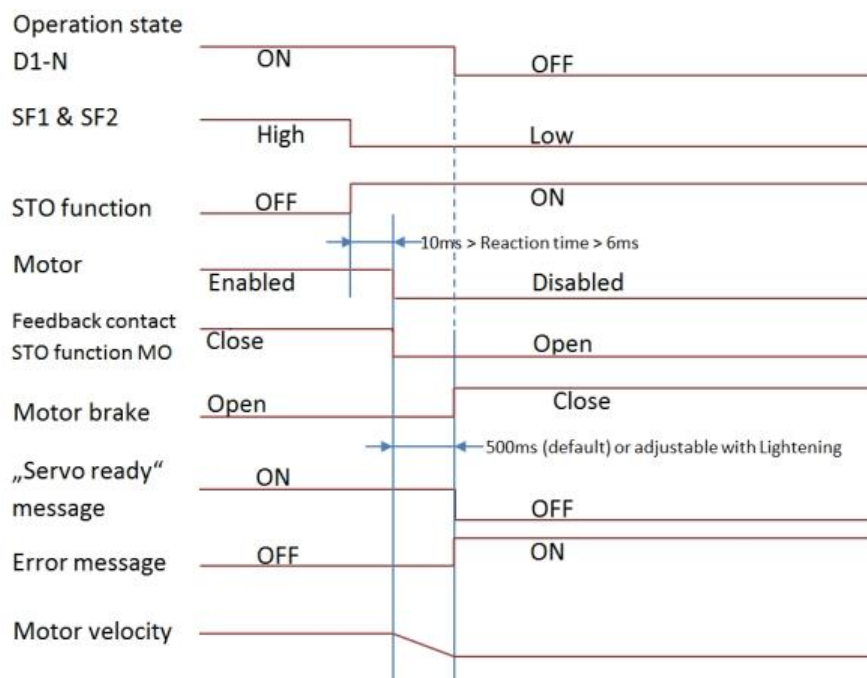 Operation state
D1-N ON OFF
SF1 & SF2 High Low
STO function OFF ON
10ms > Reaction time > 6ms
Motor Enabled Disabled
Feedback contact
STO function MO Close Open
Motor brake Open Close
500ms (default) or adjustable with Lightening
„Servo ready“
message ON OFF
Error message OFF ON
Motor velocity